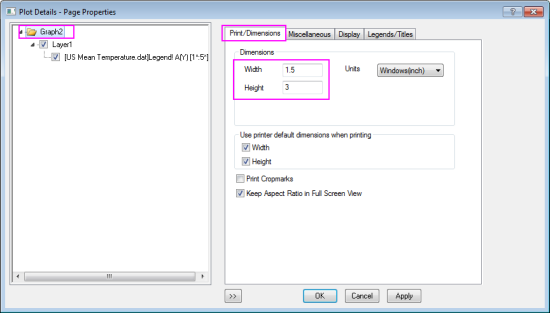 Plot Details - Page Properties
Graph2
Layer1
[US Mean Temperature.dat]Legend! A(Y) [1*:5*]
Print/Dimensions Miscellaneous Display Legends/Titles
Dimensions
Width 1.5 Units Windows(inch)
Height 3
Use printer default dimensions when printing
Width
Height
Print Cropmarks
Keep Aspect Ratio in Full Screen View
>> OK Cancel Apply